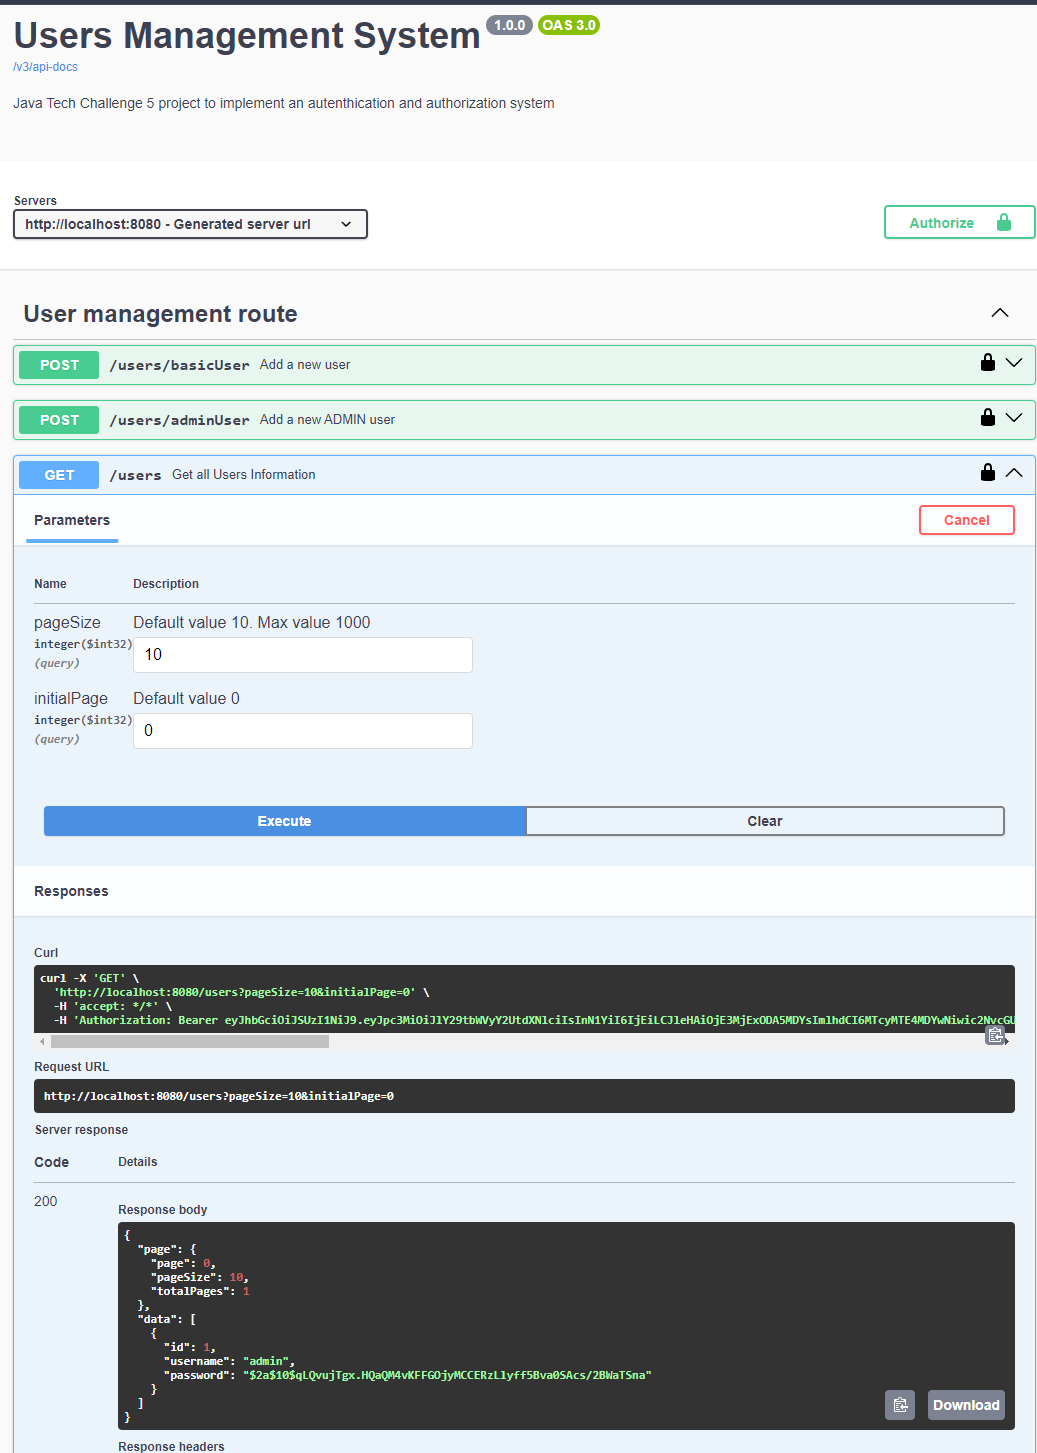 Users Management System 1.0.0 OAS 3.0
/v3/api-docs
Java Tech Challenge 5 project to implement an autenthication and authorization system
Servers
http://localhost:8080 - Generated server url
Authorize
User management route
POST /users/basicUser Add a new user
POST /users/adminUser Add a new ADMIN user
GET /users Get all Users Information
Parameters Cancel
Name Description
pageSize Default value 10. Max value 1000
integer($int32)
(query)
10
initialPage Default value 0
integer($int32)
(query)
0
Execute Clear
Responses
Curl
curl -X 'GET' \
'http://localhost:8080/users?pageSize=10&initialPage=0' \
-H 'accept: */*' \
-H 'Authorization: Bearer
Request URL
http://localhost:8080/users?pageSize=10&initialPage=0
Server response
Code Details
200
Response body
{
"page": {
"page": 0,
"pageSize": 10,
"totalPages": 1
},
"data": [
{
"id": 1,
"username": "admin",
"password": "$2a$10$qLQvujTgx.HQaQM4vKFFGOjyMCCERzLlyff5Bva0SAcs/2BWaTSna"
}
]
}
Download
Response headers